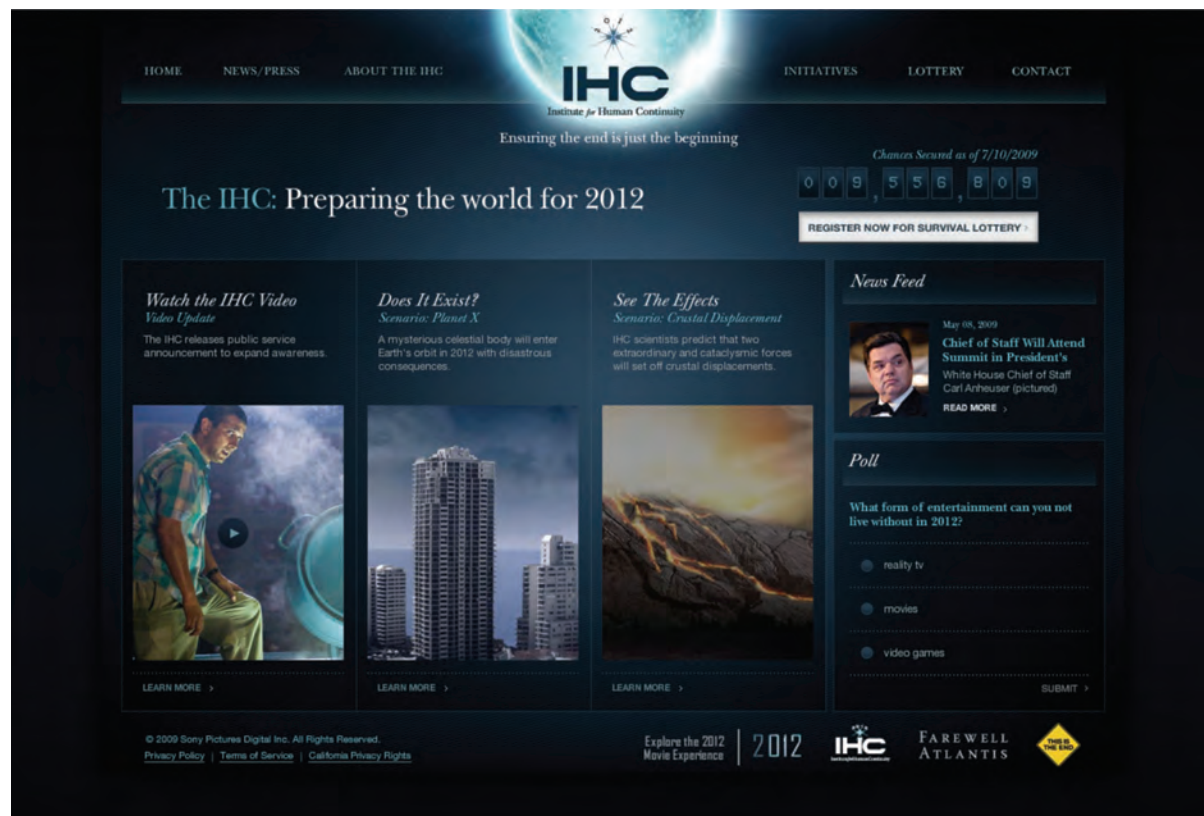 HOME
NEWS/PRESS
ABOUT THE IHC
IHC
Institute for Human Continuity
INITIATIVES
LOTTERY
CONTACT
Ensuring the end is just the beginning
The IHC: Preparing the world for 2012
Chances Secured as of 7/10/2009
009,556,809
REGISTER NOW FOR SURVIVAL LOTTERY ›
Watch the IHC Video
Video Update
The IHC releases public service
announcement to expand awareness.
LEARN MORE ›
Does It Exist?
Scenario: Planet X
A mysterious celestial body will enter
Earth's orbit in 2012 with disastrous
consequences.
LEARN MORE ›
See The Effects
Scenario: Crustal Displacement
IHC scientists predict that two
extraordinary and cataclysmic forces
will set off crustal displacements.
LEARN MORE ›
News Feed
May 08, 2009
Chief of Staff Will Attend
Summit in President's
White House Chief of Staff
Carl Anheuser (pictured)
READ MORE ›
Poll
What form of entertainment can you not
live without in 2012?
reality tv
movies
video games
SUBMIT ›
© 2009 Sony Pictures Digital Inc. All Rights Reserved.
Privacy Policy | Terms of Service | California Privacy Rights
Explore the 2012
Movie Experience
2012
IHC
Institute for Human Continuity
FAREWELL
ATLANTIS
THIS IS
THE END